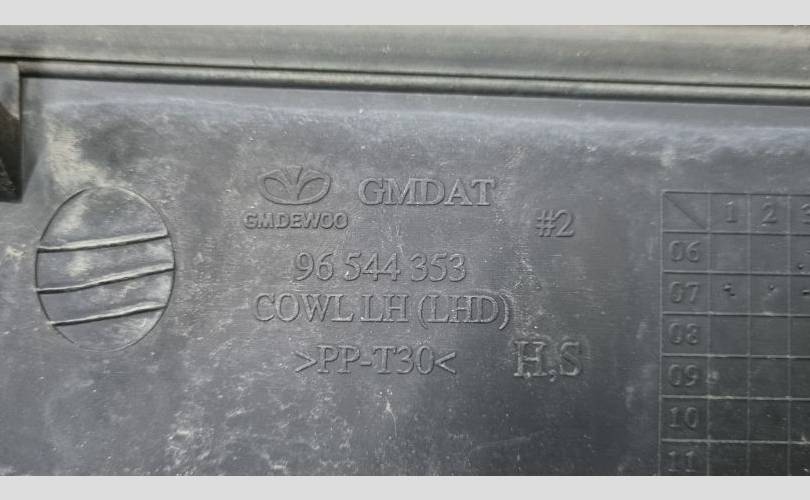 GMDAT
GMDEWOO
#2
96 544 353
COWL LH (LHD)
>PP-T30<
H,S
1 2 3
06
07
08
09
10
11